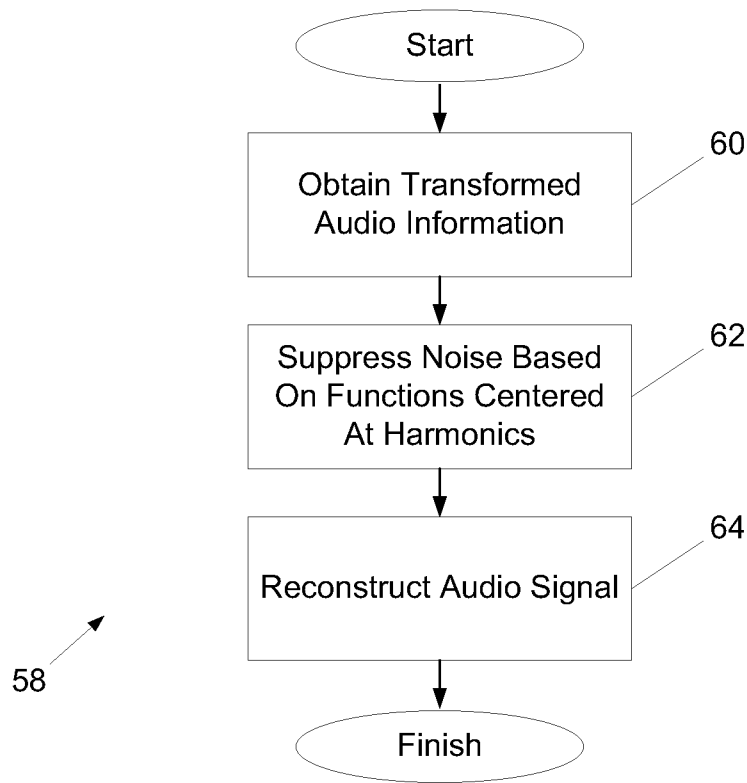 Start
60
Obtain Transformed
Audio Information
62
Suppress Noise Based
On Functions Centered
At Harmonics
64
Reconstruct Audio Signal
58
Finish